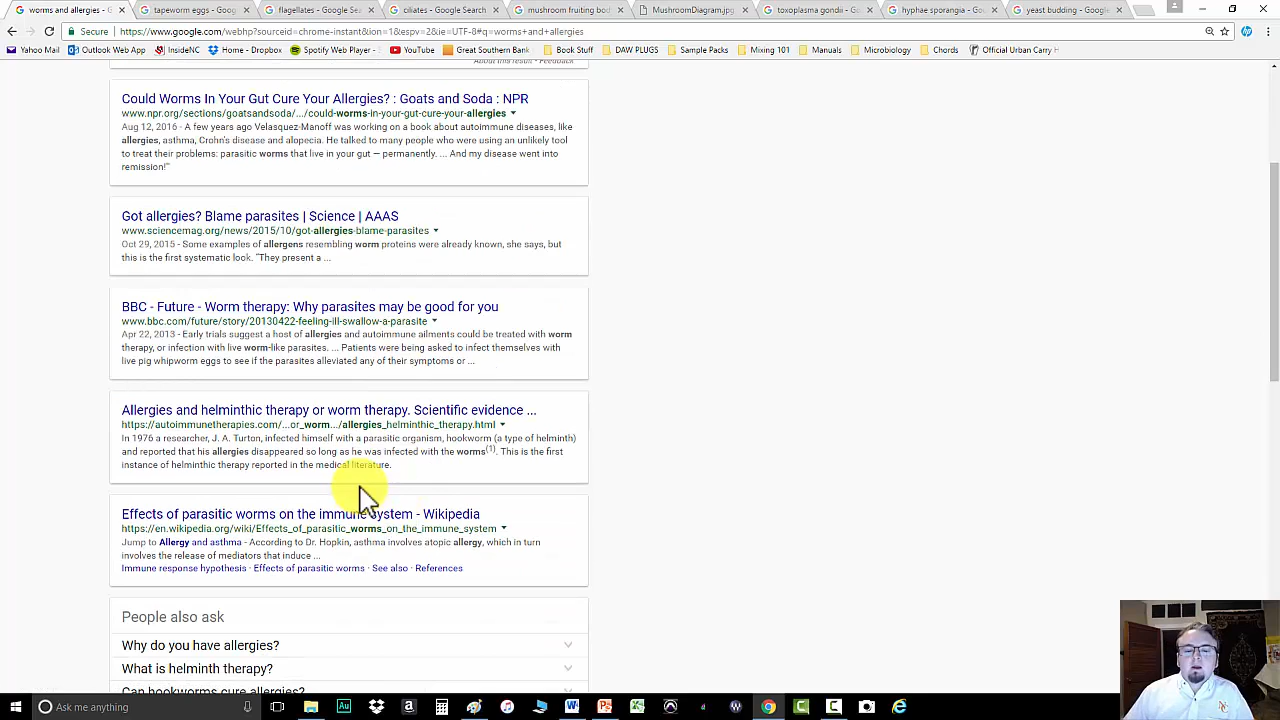 worms and allergies - G
tapeworm eggs - Goog
flagellates - Google Sea
ciliates - Google Search
mushroom fruiting body
MushroomDiagram.jpg
toxoplasma gondii - Go
hyphae sporangia - Goo
yeast budding - Google
Secure https://www.google.com/webhp?sourceid=chrome-instant&ion=1&espv=2&ie=UTF-8#q=worms+and+allergies
Yahoo Mail
Outlook Web App
InsideNC
Home - Dropbox
Spotify Web Player - 
YouTube
Great Southern Bank
Book Stuff
DAW PLUGS
Sample Packs
Mixing 101
Manuals
Microbiology
Chords
Official Urban Carry H
About this result • Feedback
Could Worms In Your Gut Cure Your Allergies? : Goats and Soda : NPR
www.npr.org/sections/goatsandsoda/.../could-worms-in-your-gut-cure-your-allergies
Aug 12, 2016 - A few years ago Velasquez-Manoff was working on a book about autoimmune diseases, like
allergies, asthma, Crohn's disease and alopecia. He talked to many people who were using an unlikely tool
to treat their problems: parasitic worms that live in your gut — permanently. ... And my disease went into
remission!"
Got allergies? Blame parasites | Science | AAAS
www.sciencemag.org/news/2015/10/got-allergies-blame-parasites
Oct 29, 2015 - Some examples of allergens resembling worm proteins were already known, she says, but
this is the first systematic look. "They present a ...
BBC - Future - Worm therapy: Why parasites may be good for you
www.bbc.com/future/story/20130422-feeling-ill-swallow-a-parasite
Apr 22, 2013 - Early trials suggest a host of allergies and autoimmune ailments could be treated with worm
therapy, or infection with live worm-like parasites. ... Patients were being asked to infect themselves with
live pig whipworm eggs to see if the parasites alleviated any of their symptoms or ...
Allergies and helminthic therapy or worm therapy. Scientific evidence ...
https://autoimmunetherapies.com/...or_worm.../allergies_helminthic_therapy.html
In 1976 a researcher, J. A. Turton, infected himself with a parasitic organism, hookworm (a type of helminth)
and reported that his allergies disappeared so long as he was infected with the worms(1). This is the first
instance of helminthic therapy reported in the medical literature.
Effects of parasitic worms on the immune system - Wikipedia
https://en.wikipedia.org/wiki/Effects_of_parasitic_worms_on_the_immune_system
Jump to Allergy and asthma - According to Dr. Hopkin, asthma involves atopic allergy, which in turn
involves the release of mediators that induce ...
Immune response hypothesis · Effects of parasitic worms · See also · References
People also ask
Why do you have allergies?
What is helminth therapy?
Can hookworms cure allergies?
Ask me anything